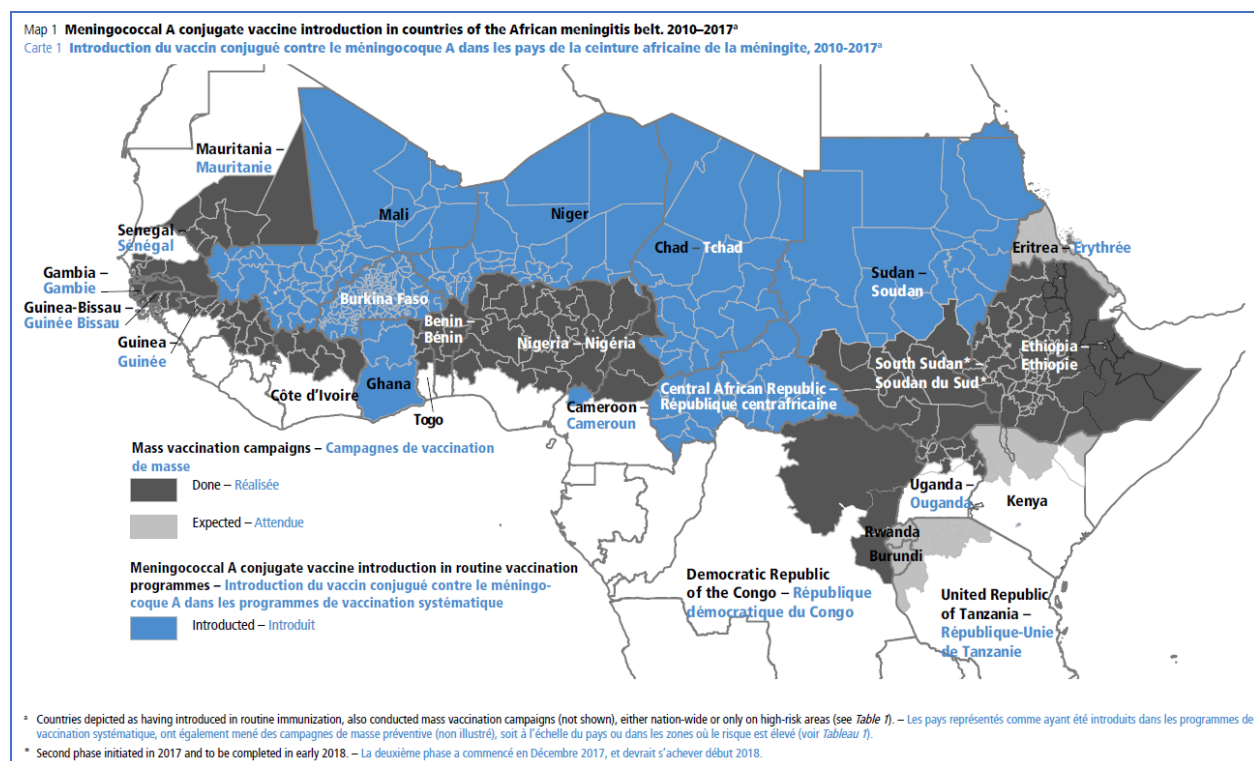 Map 1 Meningococcal A conjugate vaccine introduction in countries of the African meningitis belt. 2010–2017ª
Carte 1 Introduction du vaccin conjugué contre le méningocoque A dans les pays de la ceinture africaine de la méningite, 2010-2017ª
Mauritania –
Mauritanie
Mali
Niger
Chad – Tchad
Sudan –
Soudan
Eritrea – Erythrée
Senegal –
Sénégal
Gambia –
Gambie
Guinea-Bissau –
Guinée Bissau
Guinea –
Guinée
Burkina Faso
Benin –
Bénin
Nigeria – Nigéria
South Sudan*
Soudan du Sud*
Ethiopia –
Ethiopie
Côte d'Ivoire
Ghana
Togo
Cameroon –
Cameroun
Central African Republic –
République centrafricaine
Uganda –
Ouganda
Kenya
Rwanda
Burundi
Democratic Republic
of the Congo – République
démocratique du Congo
United Republic
of Tanzania –
République-Unie
de Tanzanie
Mass vaccination campaigns – Campagnes de vaccination
de masse
Done – Réalisée
Expected – Attendue
Meningococcal A conjugate vaccine introduction in routine vaccination
programmes – Introduction du vaccin conjugué contre le méningo-
coque A dans les programmes de vaccination systématique
Introducted – Introduit
ª Countries depicted as having introduced in routine immunization, also conducted mass vaccination campaigns (not shown), either nation-wide or only on high-risk areas (see Table 1). – Les pays représentés comme ayant été introduits dans les programmes de
vaccination systématique, ont également mené des campagnes de masse préventive (non illustré), soit à l'échelle du pays ou dans les zones où le risque est élevé (voir Tableau 1).
* Second phase initiated in 2017 and to be completed in early 2018. – La deuxième phase a commencé en Décembre 2017, et devrait s'achever début 2018.